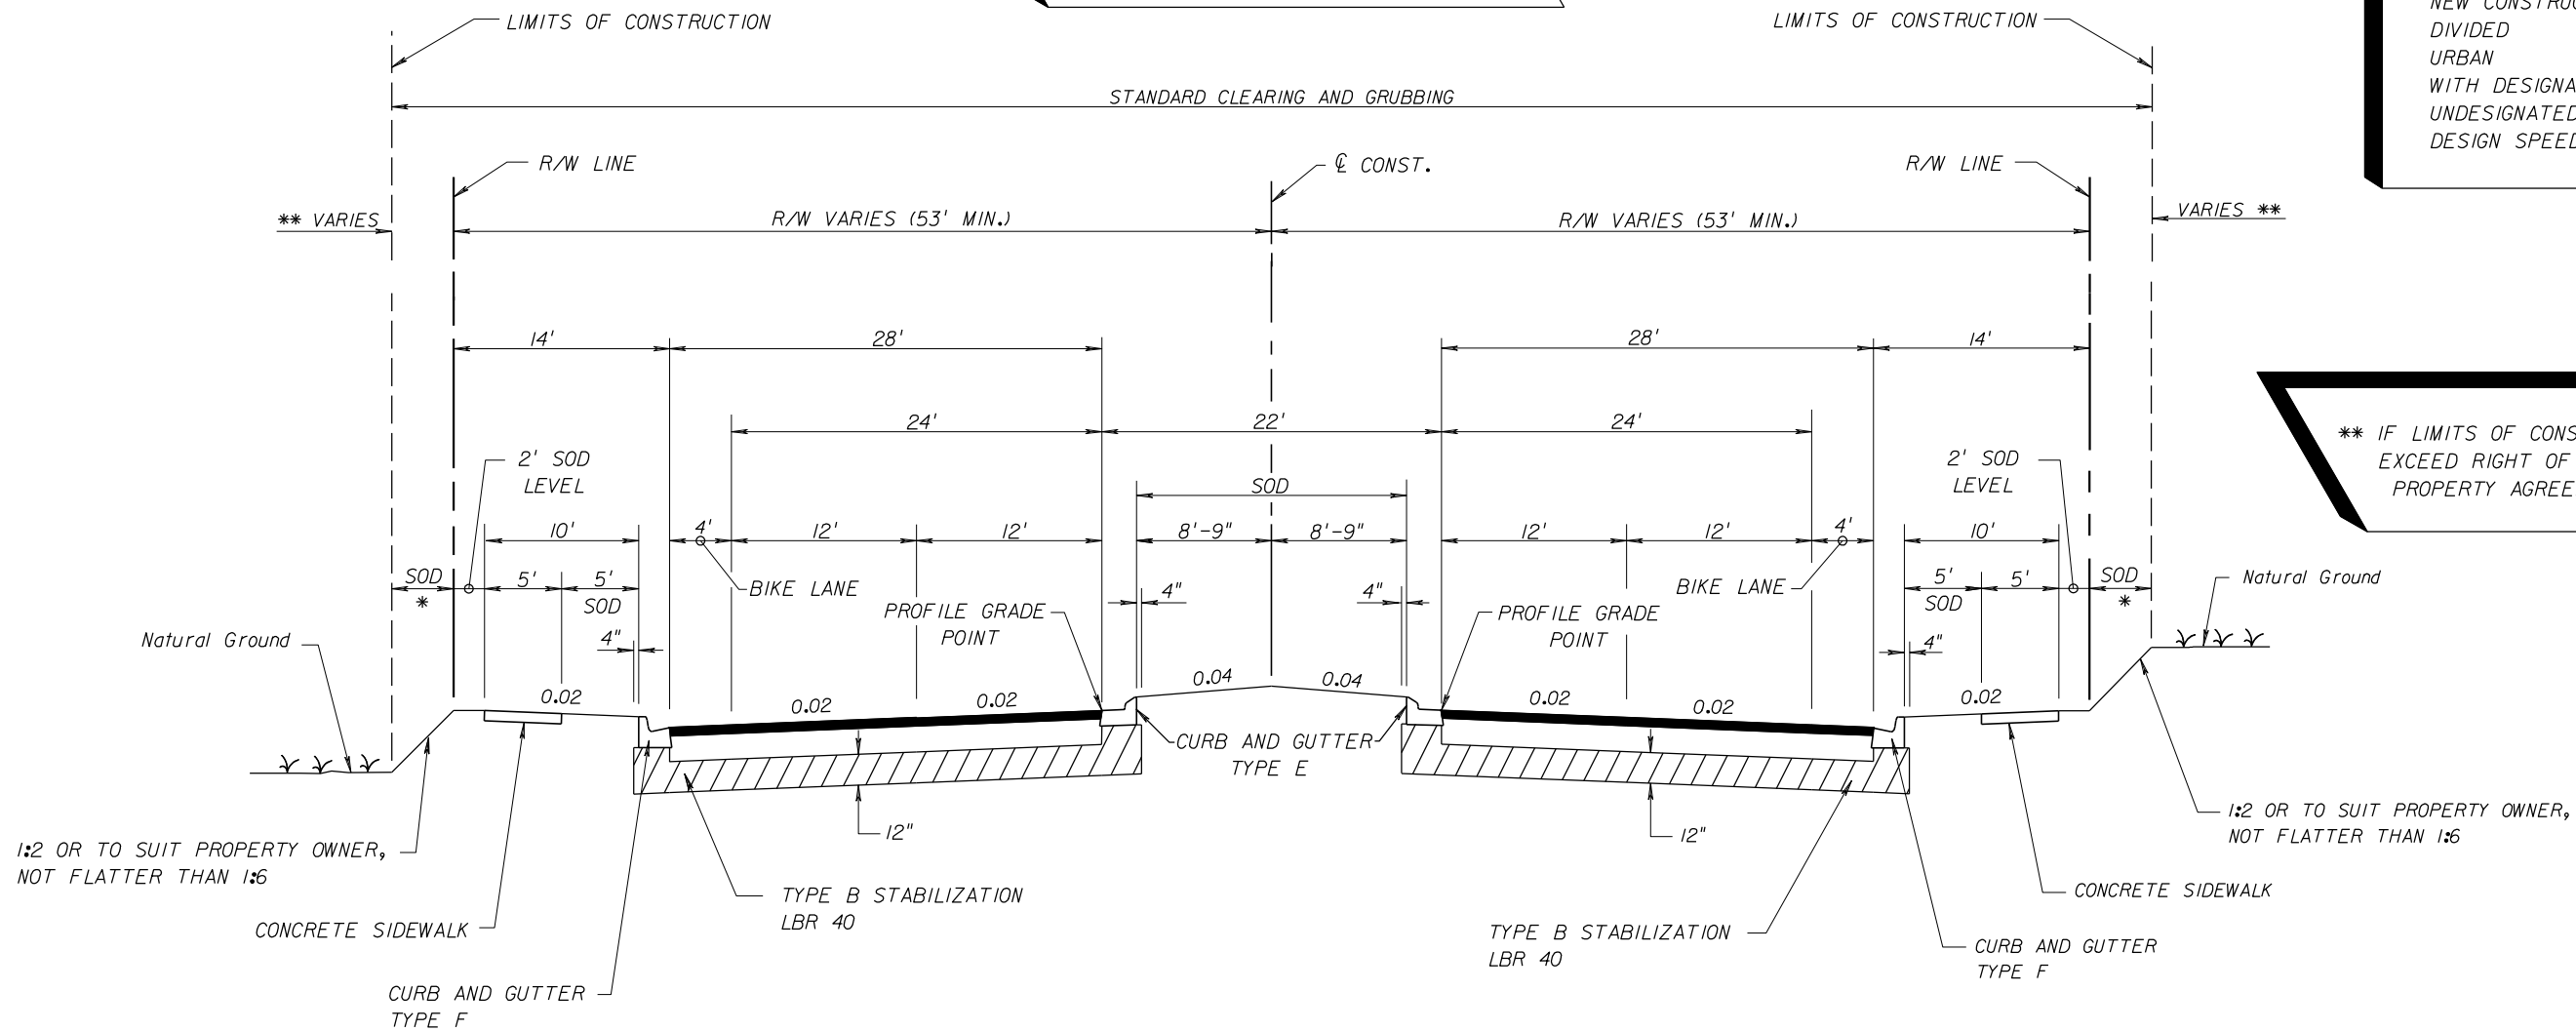 LIMITS OF CONSTRUCTION
LIMITS OF CONSTRUCTION
DIVIDED
URBAN
WITH
DESIGN
STANDARD CLEARING AND GRUBBING
R/W LINE
℄ CONST.
R/W LINE
** VARIES
R/W VARIES (53' MIN.)
R/W VARIES (53' MIN.)
VARIES **
14'
28'
28'
14'
24'
22'
24'
** IF LIMITS OF
EXCEED RIGHT OF
PROPERTY
2' SOD
LEVEL
SOD
2' SOD
LEVEL
10'
4'
12'
12'
8'-9"
8'-9"
12'
12'
4'
10'
SOD
*
5'
5'
SOD
BIKE LANE
4"
4"
BIKE LANE
5'
SOD
5'
SOD
*
Natural Ground
PROFILE GRADE
POINT
PROFILE GRADE
POINT
Natural Ground
4"
4"
0.02
0.02
0.02
0.04
0.04
0.02
0.02
0.02
CURB AND GUTTER
TYPE E
12"
12"
1:2 OR TO SUIT PROPERTY OWNER,
NOT FLATTER THAN 1:6
1:2 OR TO SUIT PROPERTY OWNER,
NOT FLATTER THAN 1:6
TYPE B STABILIZATION
LBR 40
CONCRETE SIDEWALK
CONCRETE SIDEWALK
TYPE B STABILIZATION
LBR 40
CURB AND GUTTER
TYPE F
CURB AND GUTTER
TYPE F